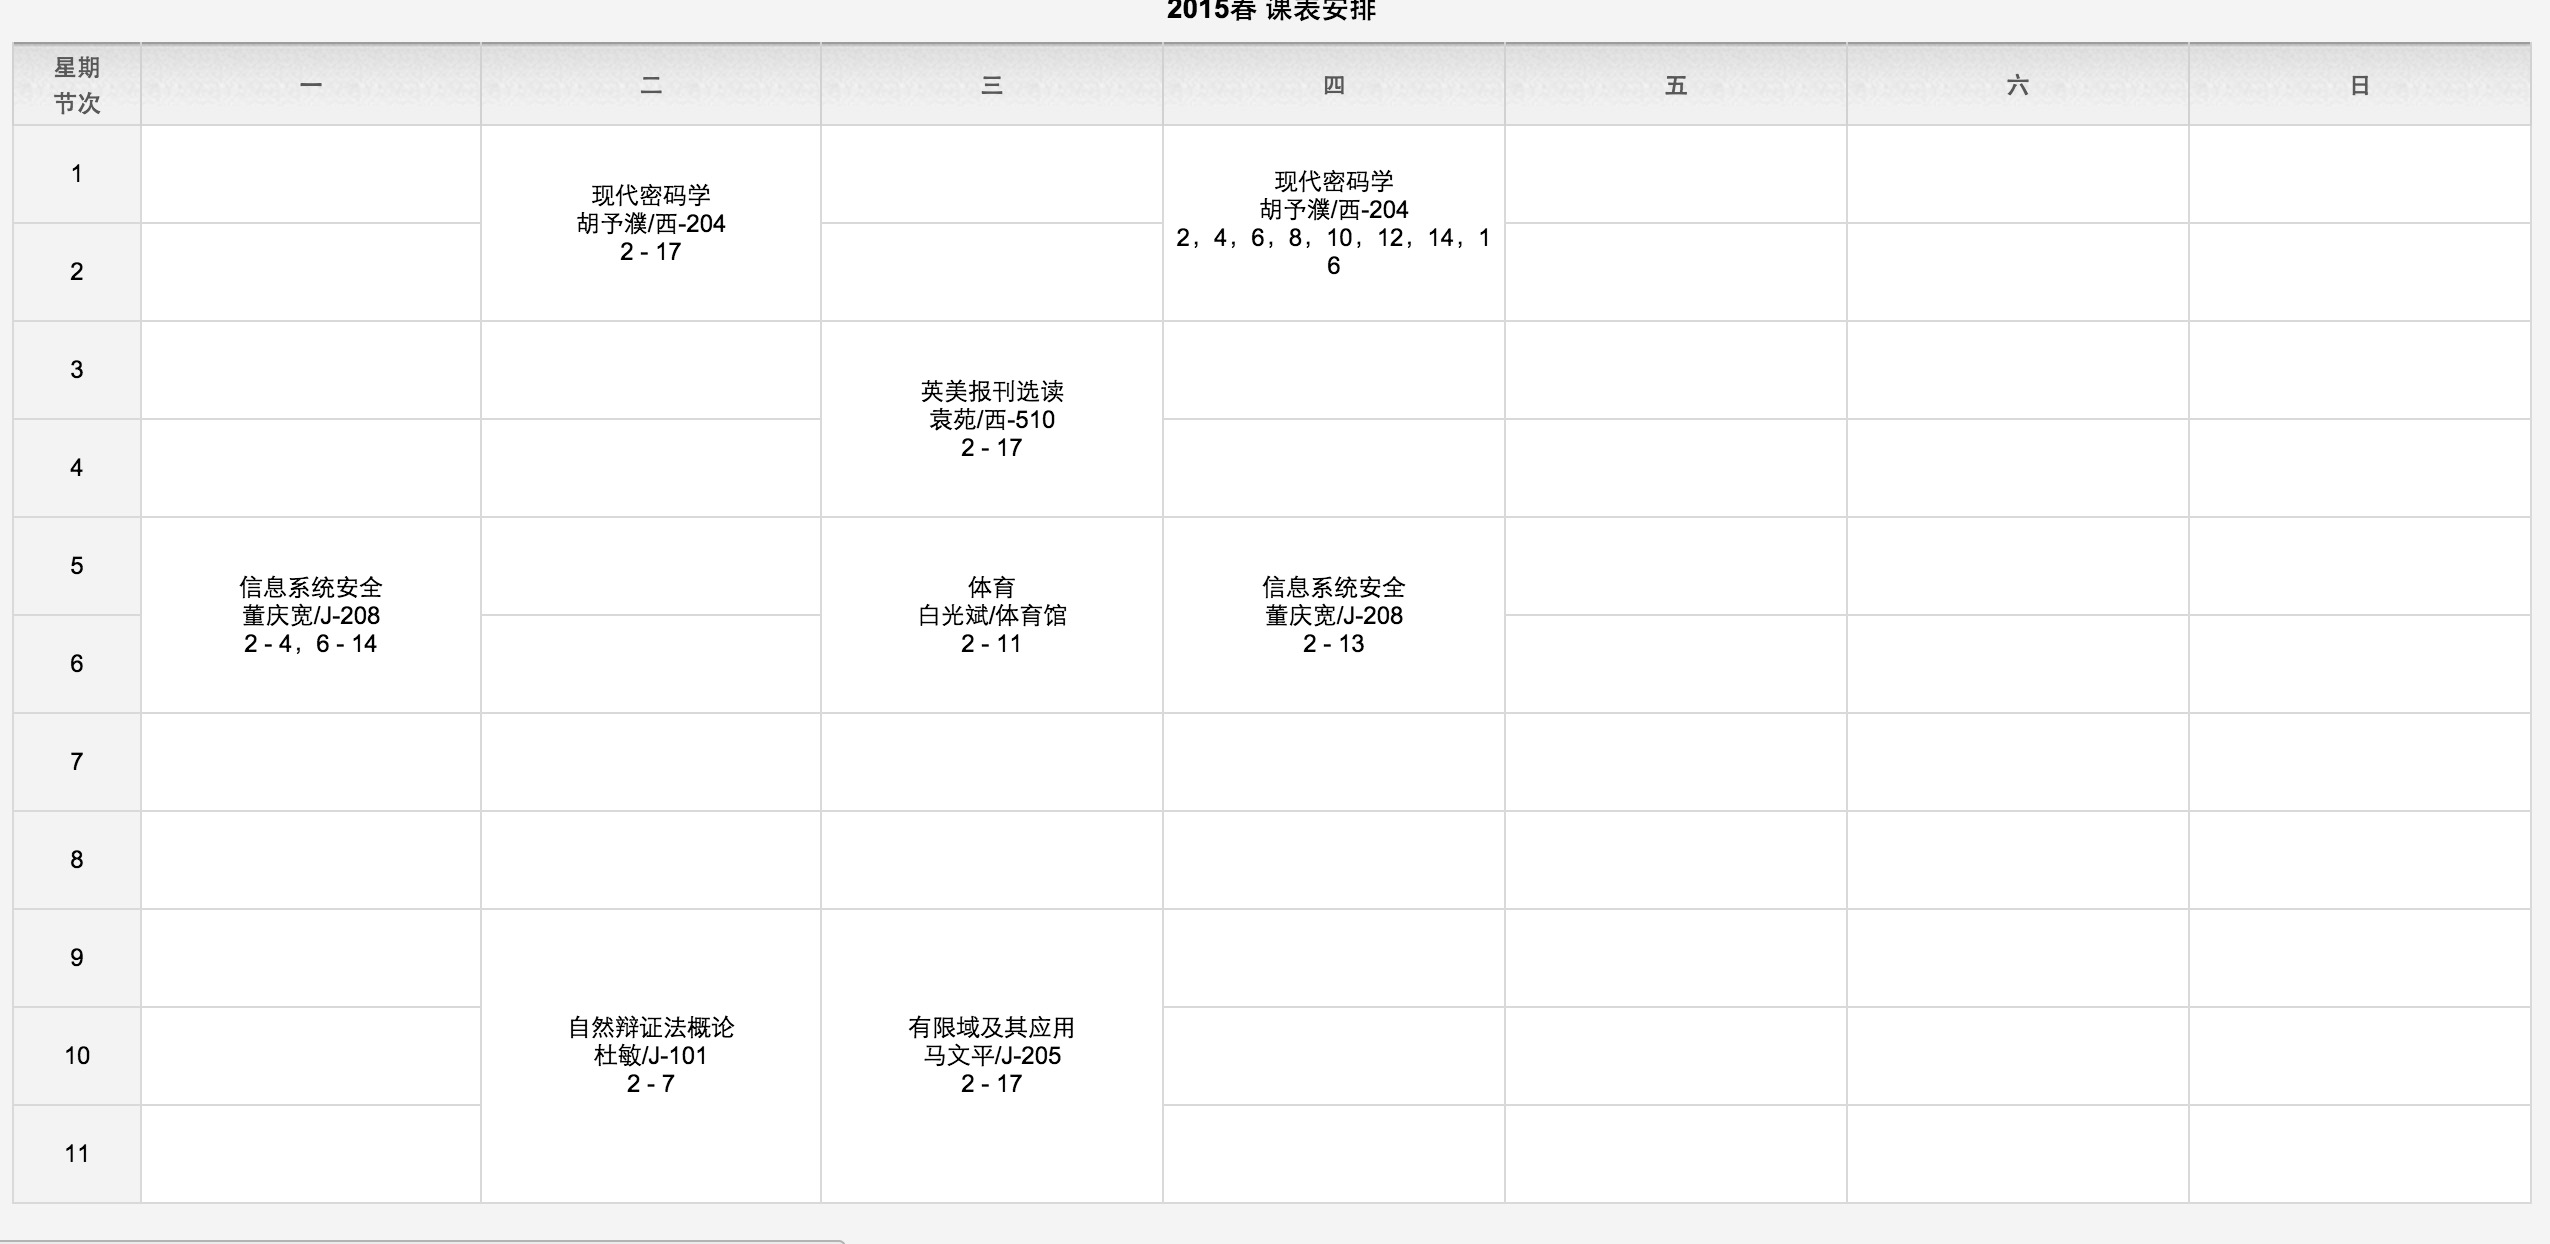 2015春 课表安排
星期
节次
一
二
三
四
五
六
日
1
现代密码学
胡予濮/西-204
2 - 17
现代密码学
胡予濮/西-204
2，4，6，8，10，12，14，1
6
2
3
英美报刊选读
袁苑/西-510
2 - 17
4
5
信息系统安全
董庆宽/J-208
2 - 4，6 - 14
体育
白光斌/体育馆
2 - 11
信息系统安全
董庆宽/J-208
2 - 13
6
7
8
9
自然辩证法概论
杜敏/J-101
2 - 7
有限域及其应用
马文平/J-205
2 - 17
10
11